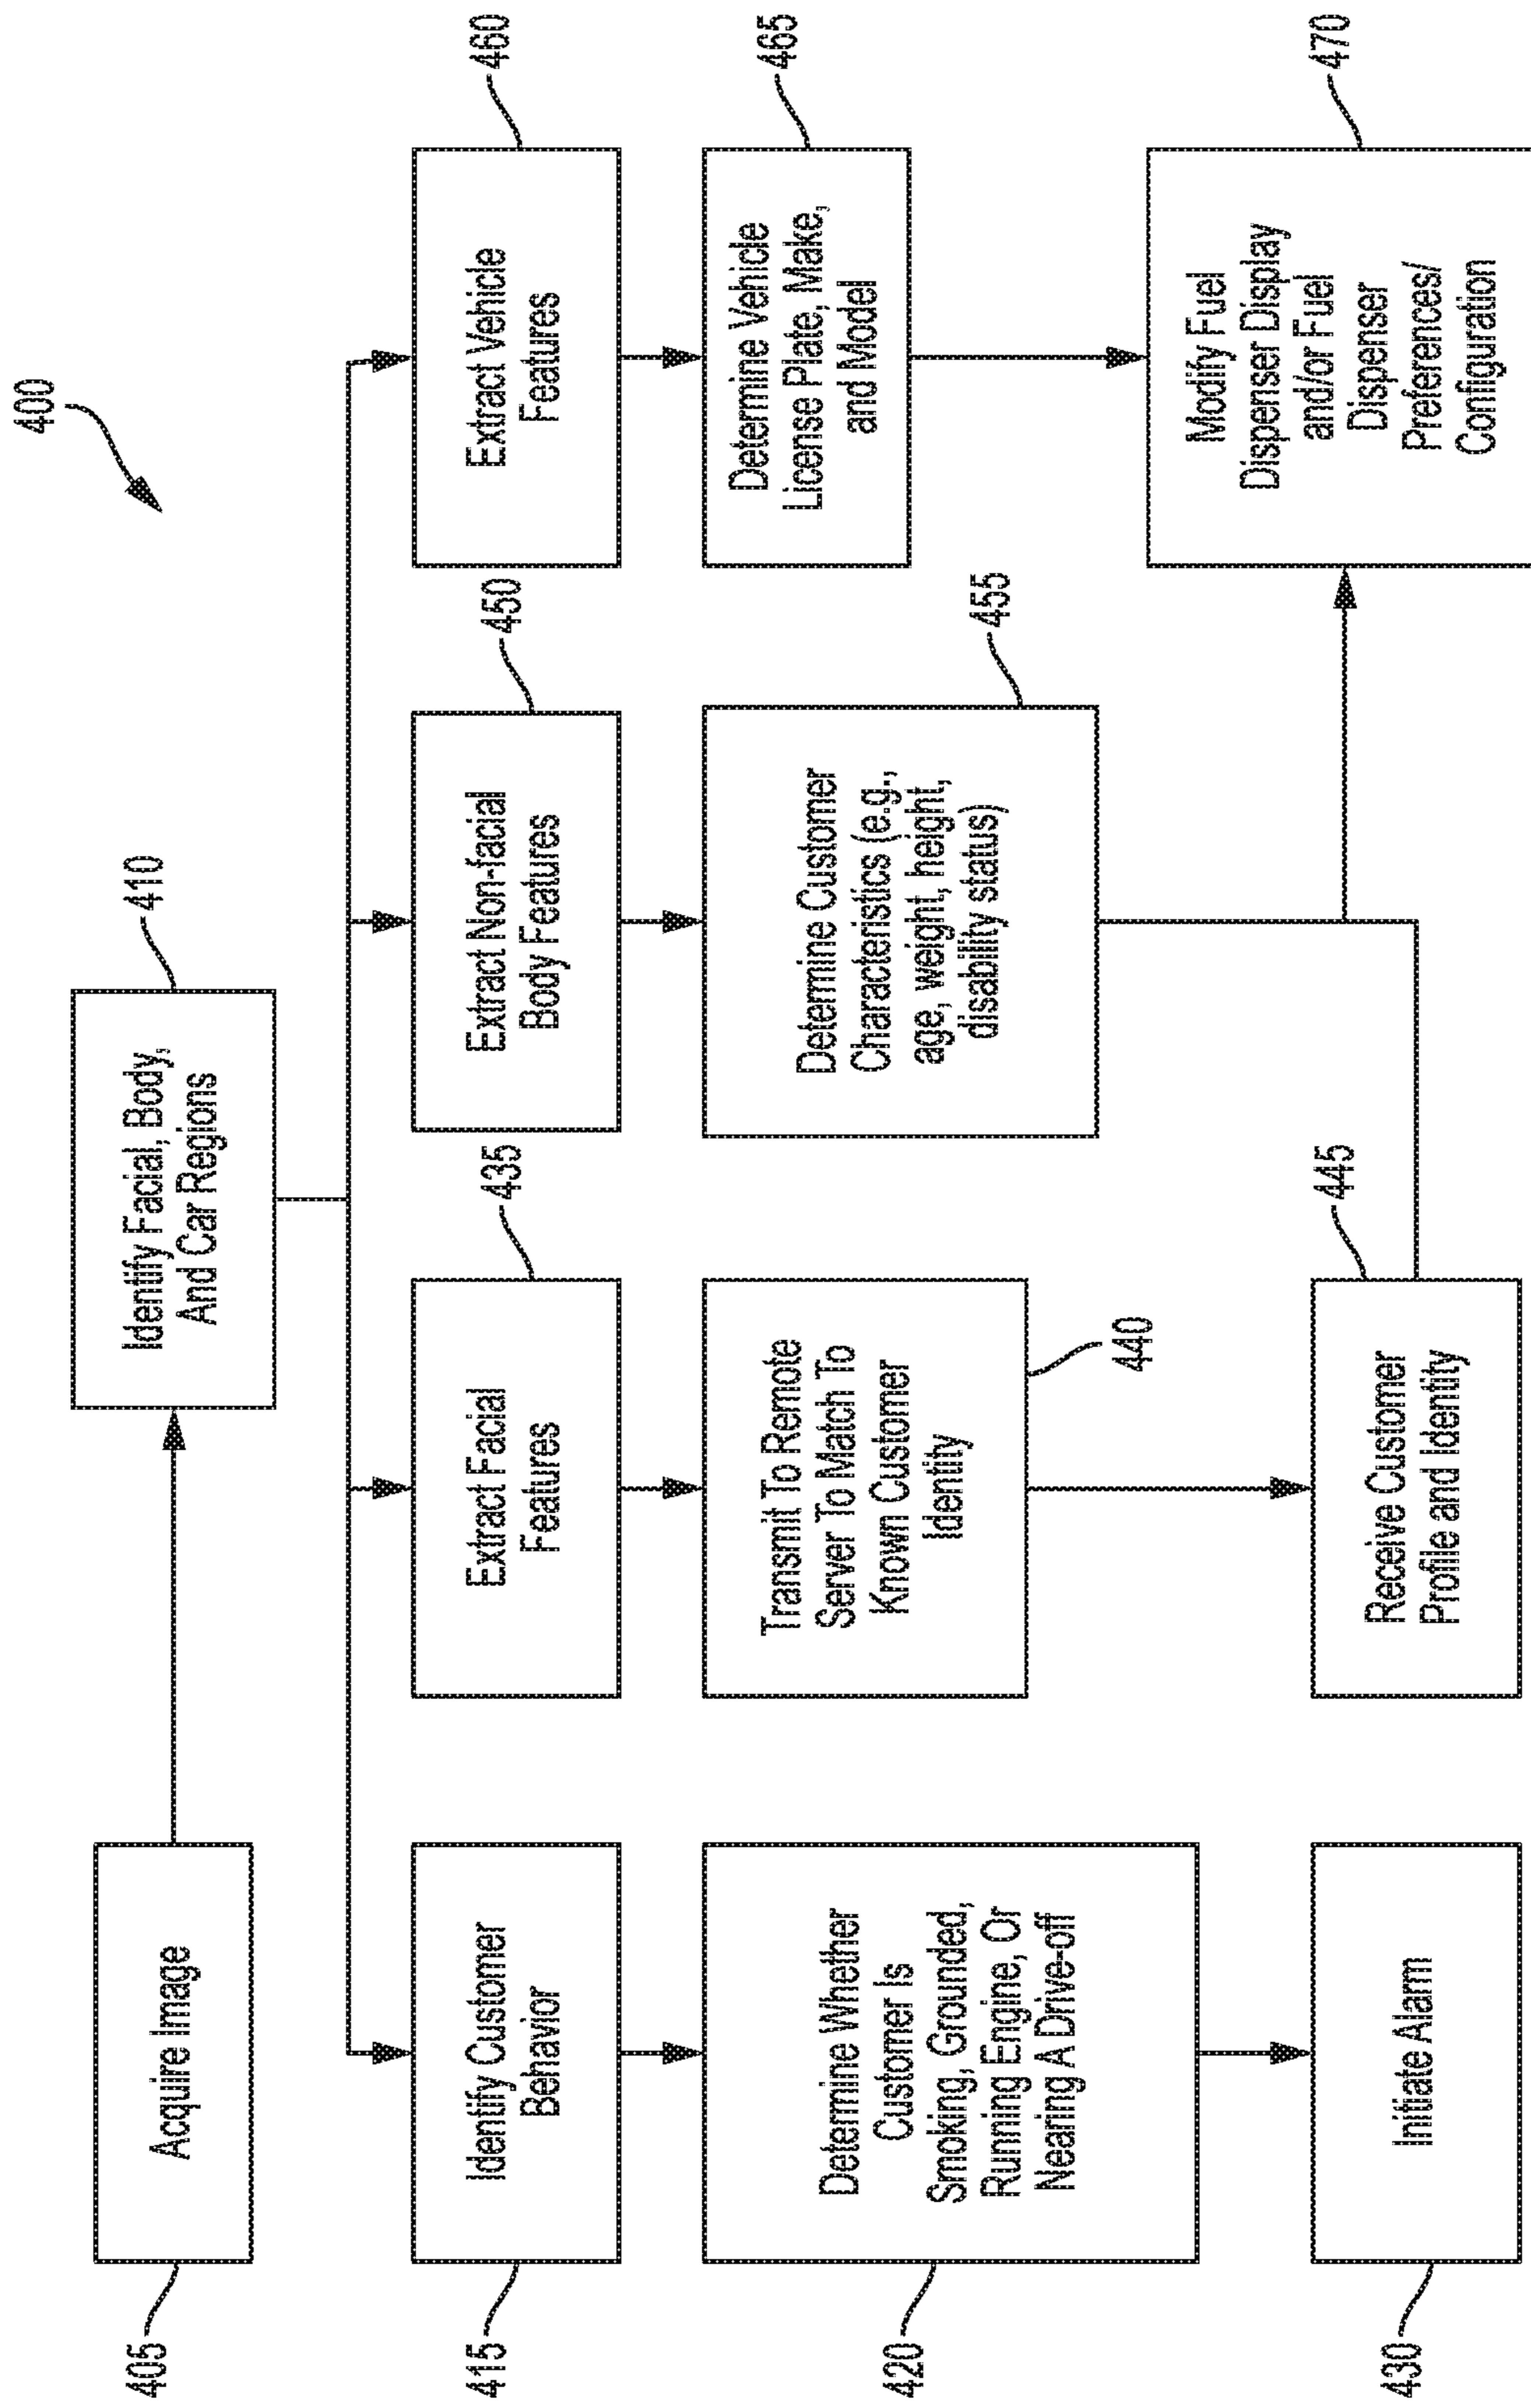 400
405
Acquire Image
410
Identify Facial, Body,
And Car Regions
415
Identify Customer
Behavior
435
Extract Facial
Features
450
Extract Non-facial
Body Features
460
Extract Vehicle
Features
420
Determine Whether
Customer Is
Smoking, Grounded,
Running Engine, Or
Nearing A Drive-off
440
Transmit To Remote
Server To Match To
Known Customer
Identity
455
Determine Customer
Characteristics (e.g.,
age, weight, height,
disability status)
465
Determine Vehicle
License Plate, Make,
and Model
430
Initiate Alarm
445
Receive Customer
Profile and Identity
470
Modify Fuel
Dispenser Display
and/or Fuel
Dispenser
Preferences/
Configuration